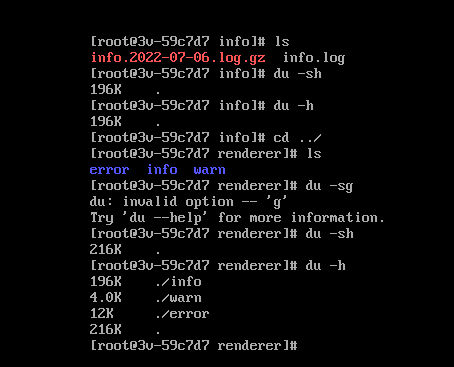 [root@3v-59c7d7 info]# ls
info.2022-07-06.log.gz  info.log
[root@3v-59c7d7 info]# du -sh
196K    .
[root@3v-59c7d7 info]# du -h
196K    .
[root@3v-59c7d7 info]# cd ../
[root@3v-59c7d7 renderer]# ls
error  info  warn
[root@3v-59c7d7 renderer]# du -sg
du: invalid option -- 'g'
Try 'du --help' for more information.
[root@3v-59c7d7 renderer]# du -sh
216K    .
[root@3v-59c7d7 renderer]# du -h
196K    ./info
4.0K    ./warn
12K     ./error
216K    .
[root@3v-59c7d7 renderer]#